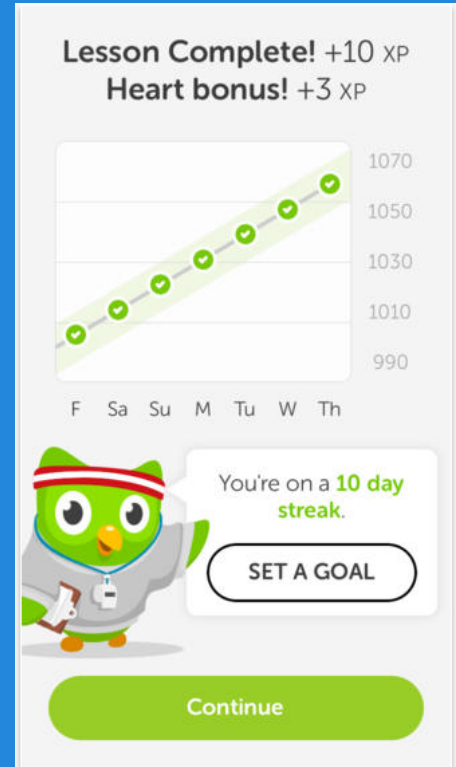 Lesson Complete! +10 XP
Heart bonus! +3 XP
1070
1050
1030
1010
990
F Sa Su M Tu W Th
You're on a 10 day
streak.
SET A GOAL
Continue